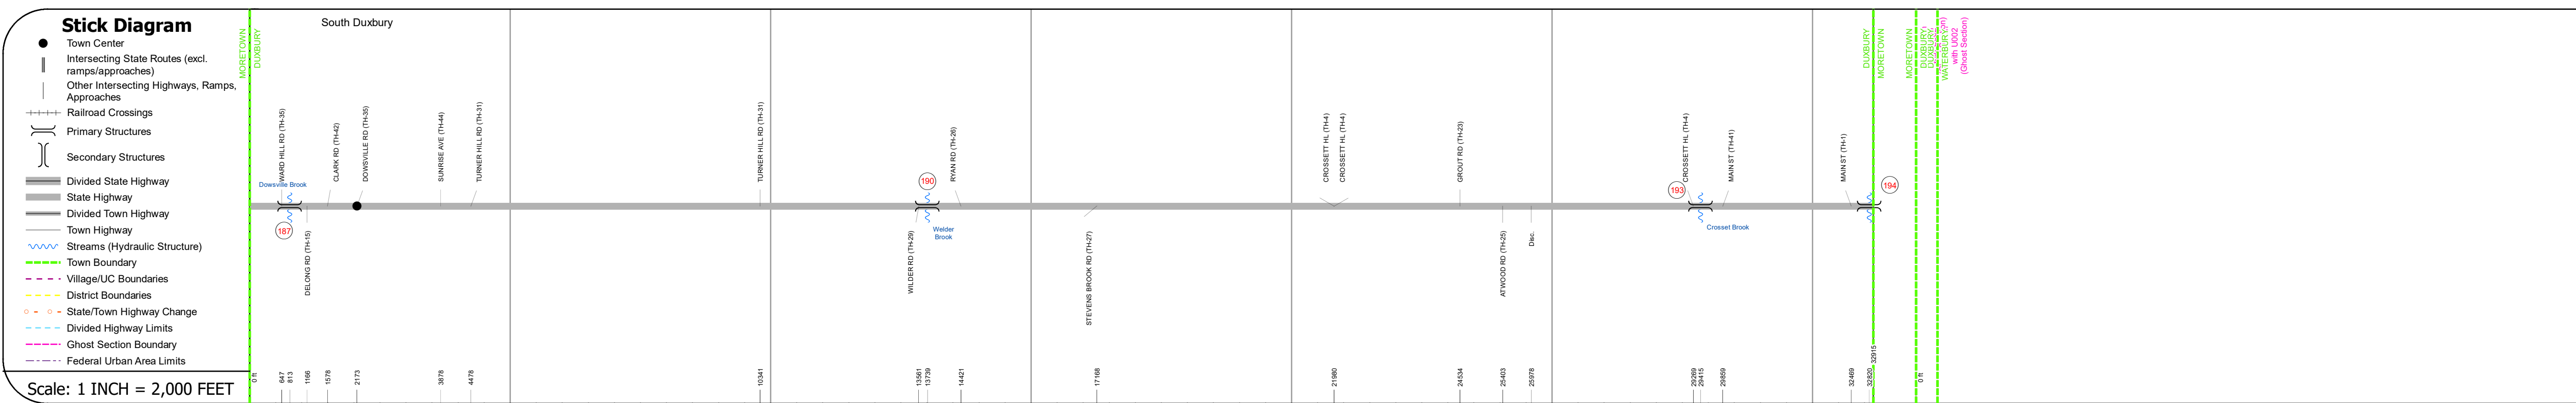 Stick Diagram
Town Center
Intersecting State Routes (excl.
ramps/approaches)
Other Intersecting Highways, Ramps,
Approaches
Railroad Crossings
Primary Structures
Secondary Structures
Divided State Highway
State Highway
Divided Town Highway
Town Highway
Streams (Hydraulic Structure)
Town Boundary
Village/UC Boundaries
District Boundaries
State/Town Highway Change
Divided Highway Limits
Ghost Section Boundary
Federal Urban Area Limits
Scale: 1 INCH = 2,000 FEET
South Duxbury
MORETOWN
DUXBURY
WARD HILL RD (TH-35)
Dowsville Brook
187
DELONG RD (TH-15)
CLARK RD (TH-42)
DOWSVILLE RD (TH-35)
SUNRISE AVE (TH-44)
TURNER HILL RD (TH-31)
TURNER HILL RD (TH-31)
WILDER RD (TH-29)
190
Welder
Brook
RYAN RD (TH-26)
STEVENS BROOK RD (TH-27)
CROSSETT HL (TH-4)
CROSSETT HL (TH-4)
GROUT RD (TH-23)
ATWOOD RD (TH-25)
Disc.
CROSSETT HL (TH-4)
193
Crosset Brook
MAIN ST (TH-41)
MAIN ST (TH-1)
194
DUXBURY
MORETOWN
MORETOWN
DUXBURY
DUXBURY
WATERBURY
with U002
(Ghost Section)
0 ft
647
813
1166
1578
2173
3878
4478
10341
13561
13739
14421
17168
21980
24534
25403
25978
29269
29415
29859
32469
32820
32915
0 ft